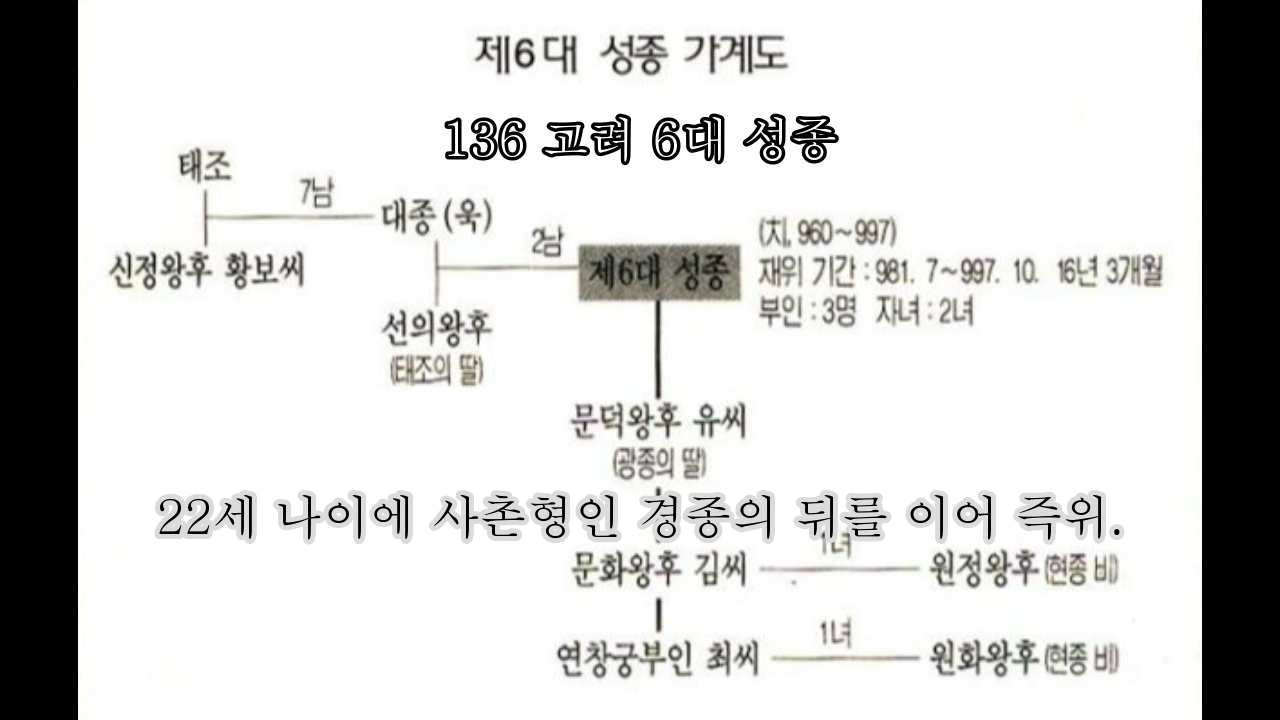 제6대 성종 가계도
136 고려 6대 성종
태조
7남
대종 (욱)
신정왕후 황보씨
2남
제6대 성종
(치, 960~997)
재위 기간 : 981. 7~997. 10. 16년 3개월
부인 : 3명 자녀 : 2녀
선의왕후
(태조의 딸)
문덕왕후 유씨
(광종의 딸)
22세 나이에 사촌형인 경종의 뒤를 이어 즉위.
1녀
문화왕후 김씨
원정왕후 (현종 비)
1녀
연창궁부인 최씨
원화왕후 (현종 비)